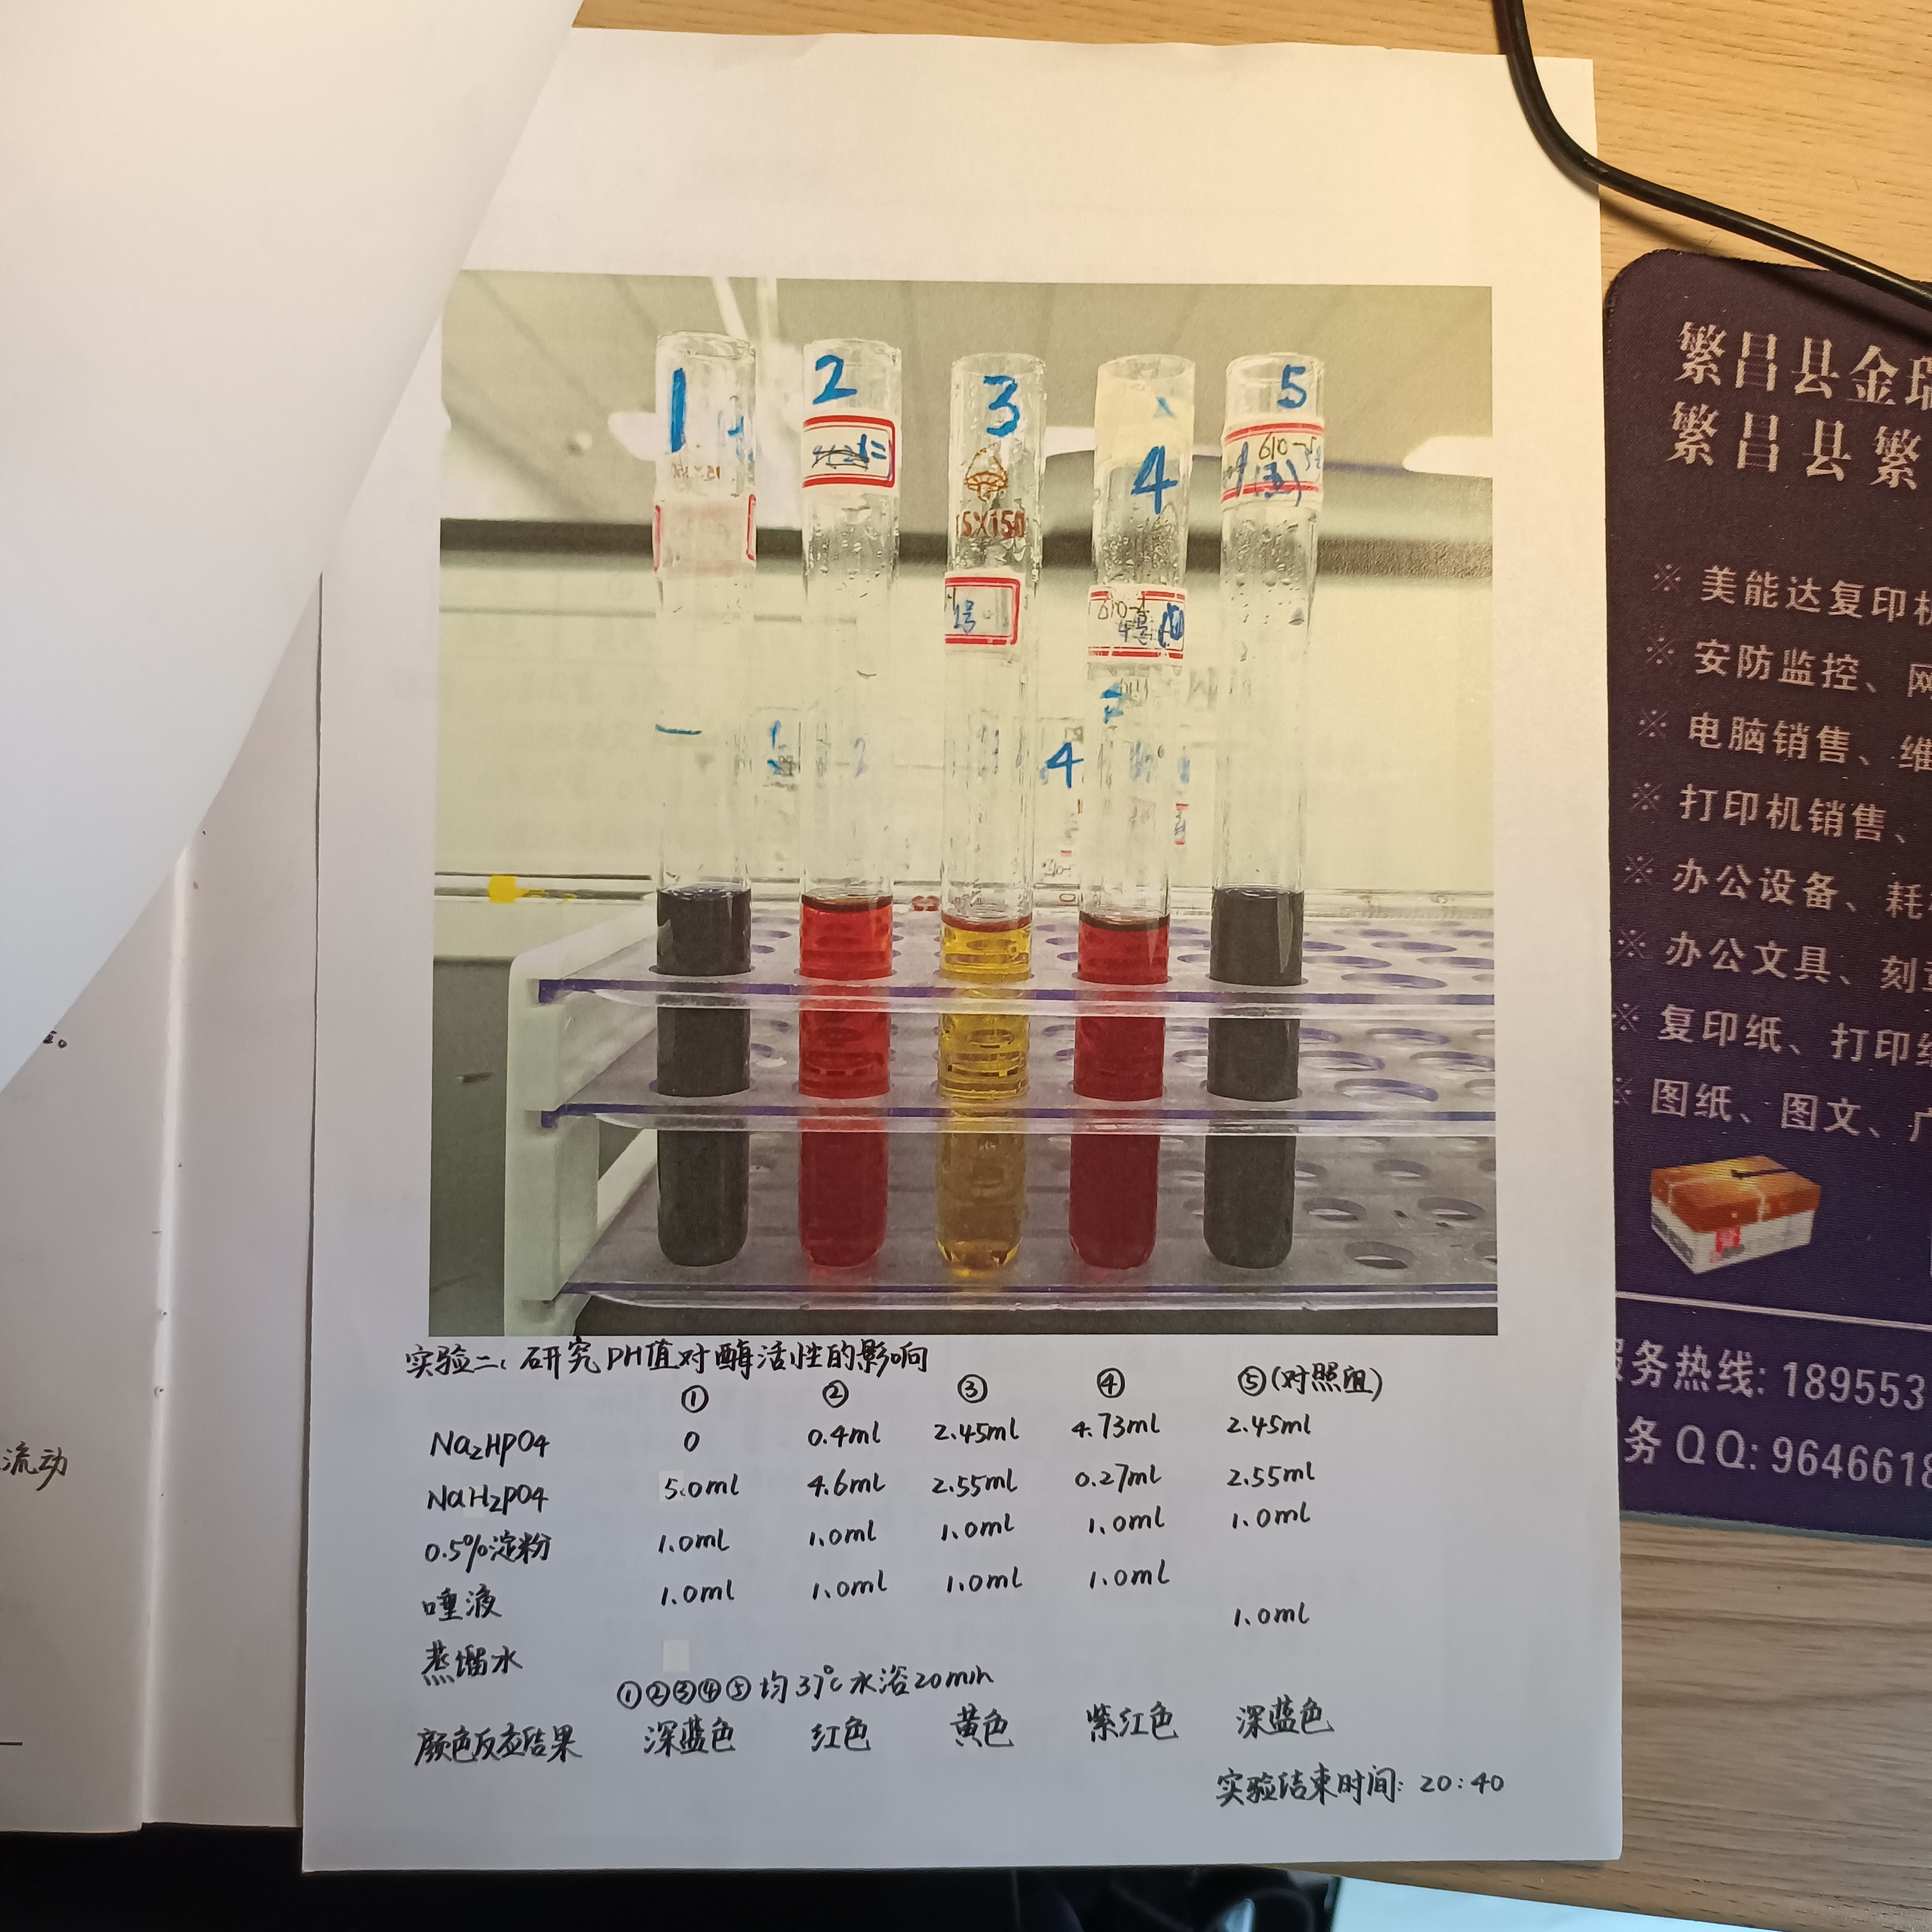 1
2
3
15X150
4
5
610-4
4
实验二、研究PH值对酶活性的影响
① ② ③ ④ ⑤(对照组)
Na2HPO4 0 0.4ml 2.45ml 4.73ml 2.45ml
NaH2PO4 5.0ml 4.6ml 2.55ml 0.27ml 2.55ml
0.5%淀粉 1.0ml 1.0ml 1.0ml 1.0ml 1.0ml
唾液 1.0ml 1.0ml 1.0ml 1.0ml
蒸馏水 1.0ml
①②③④⑤均37℃水浴20min
颜色反应结果 深蓝色 红色 黄色 紫红色 深蓝色
实验结束时间: 20:40
流动
繁昌县金瑞
繁昌县繁
※ 美能达复印机
※ 安防监控、网
※ 电脑销售、维
※ 打印机销售、
※ 办公设备、耗
※ 办公文具、刻章
※ 复印纸、打印纸
※ 图纸、图文、广
服务热线: 189553
务QQ: 9646618